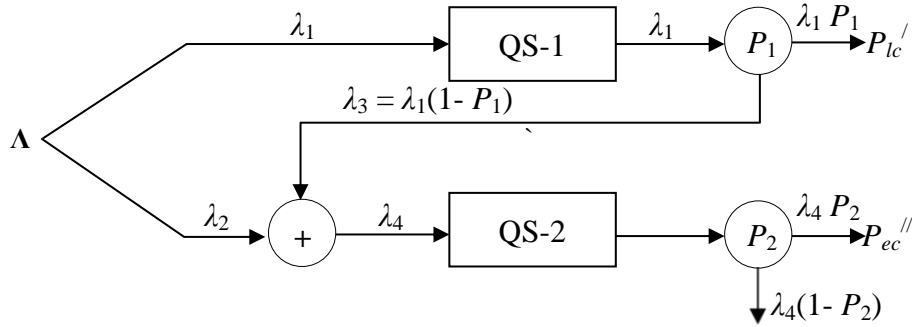 λ1
QS-1
λ1
P1
λ1 P1
Plc/
λ3 = λ1(1- P1)
`
Λ
λ2
+
λ4
QS-2
P2
λ4 P2
Pec//
λ4(1- P2)